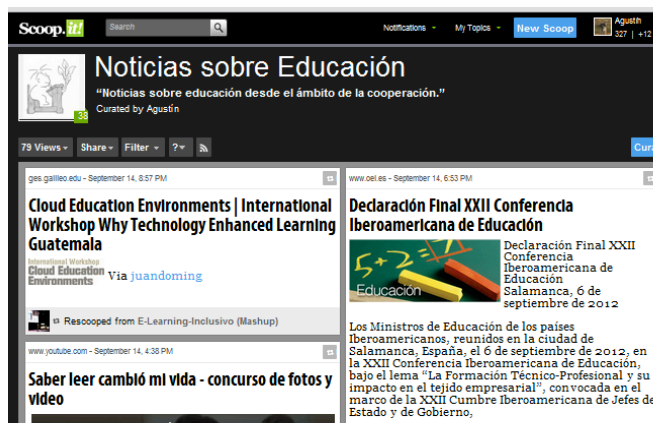 Scoop.it!
Search
Notifications
My Topics
New Scoop
Agustín
327 | +12
Noticias sobre Educación
“Noticias sobre educación desde el ámbito de la cooperación.”
Curated by Agustín
38
79 Views
Share
Filter
?
Cura
ges.galileo.edu - September 14, 8:57 PM
Cloud Education Environments | International
Workshop Why Technology Enhanced Learning
Guatemala
International Workshop
Cloud Education
Environments
Via juandoming
Rescooped from E-Learning-Inclusivo (Mashup)
www.youtube.com - September 14, 4:38 PM
Saber leer cambió mi vida - concurso de fotos y
video
www.oei.es - September 14, 6:53 PM
Declaración Final XXII Conferencia
Iberoamericana de Educación
5+2=7
Educación
Declaración Final XXII
Conferencia
Iberoamericana de
Educación
Salamanca, 6 de
septiembre de 2012
Los Ministros de Educación de los países
Iberoamericanos, reunidos en la ciudad de
Salamanca, España, el 6 de septiembre de 2012, en
la XXII Conferencia Iberoamericana de Educación,
bajo el lema “La Formación Técnico-Profesional y su
impacto en el tejido empresarial”, convocada en el
marco de la XXII Cumbre Iberoamericana de Jefes de
Estado y de Gobierno,